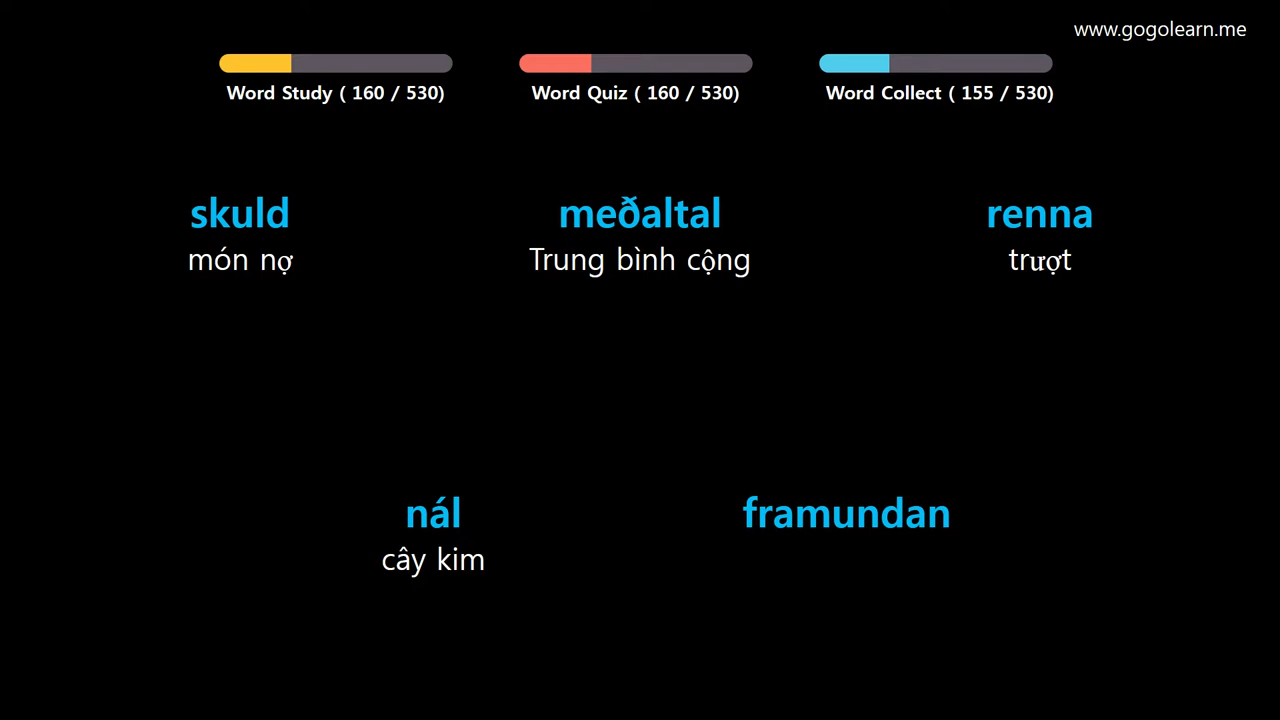 www.gogolearn.me
Word Study ( 160 / 530)
Word Quiz ( 160 / 530)
Word Collect ( 155 / 530)
skuld
món nợ
meðaltal
Trung bình cộng
renna
trượt
nál
cây kim
framundan